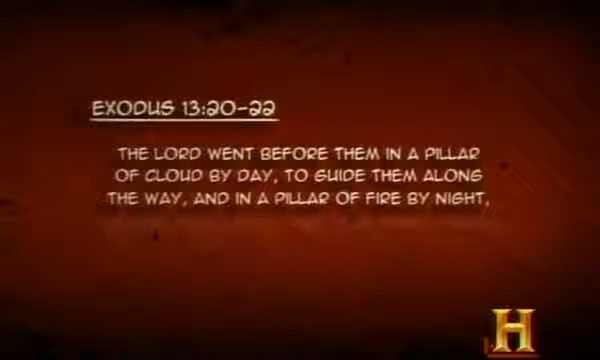 EXODUS 13:20-22
THE LORD WENT BEFORE THEM IN A PILLAR
OF CLOUD BY DAY, TO GUIDE THEM ALONG
THE WAY, AND IN A PILLAR OF FIRE BY NIGHT,
H